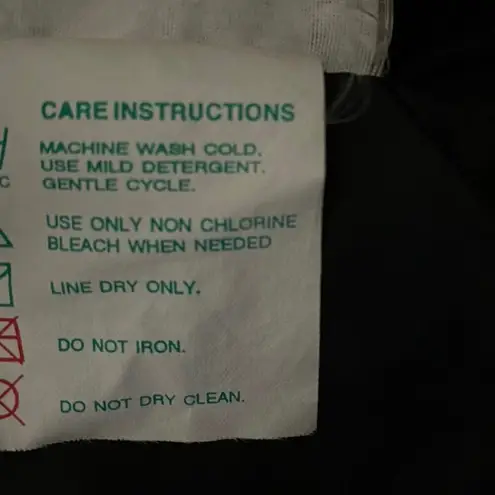 CARE INSTRUCTIONS
MACHINE WASH COLD.
USE MILD DETERGENT.
GENTLE CYCLE.
C
USE ONLY NON CHLORINE
BLEACH WHEN NEEDED
LINE DRY ONLY.
DO NOT IRON.
DO NOT DRY CLEAN.